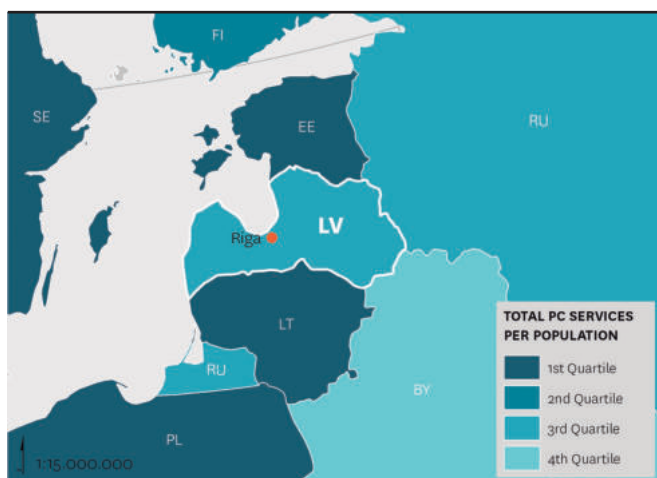 FI
SE
EE
RU
LV
Riga
LT
RU
BY
PL
1:15.000.000
TOTAL PC SERVICES
PER POPULATION
1st Quartile
2nd Quartile
3rd Quartile
4th Quartile